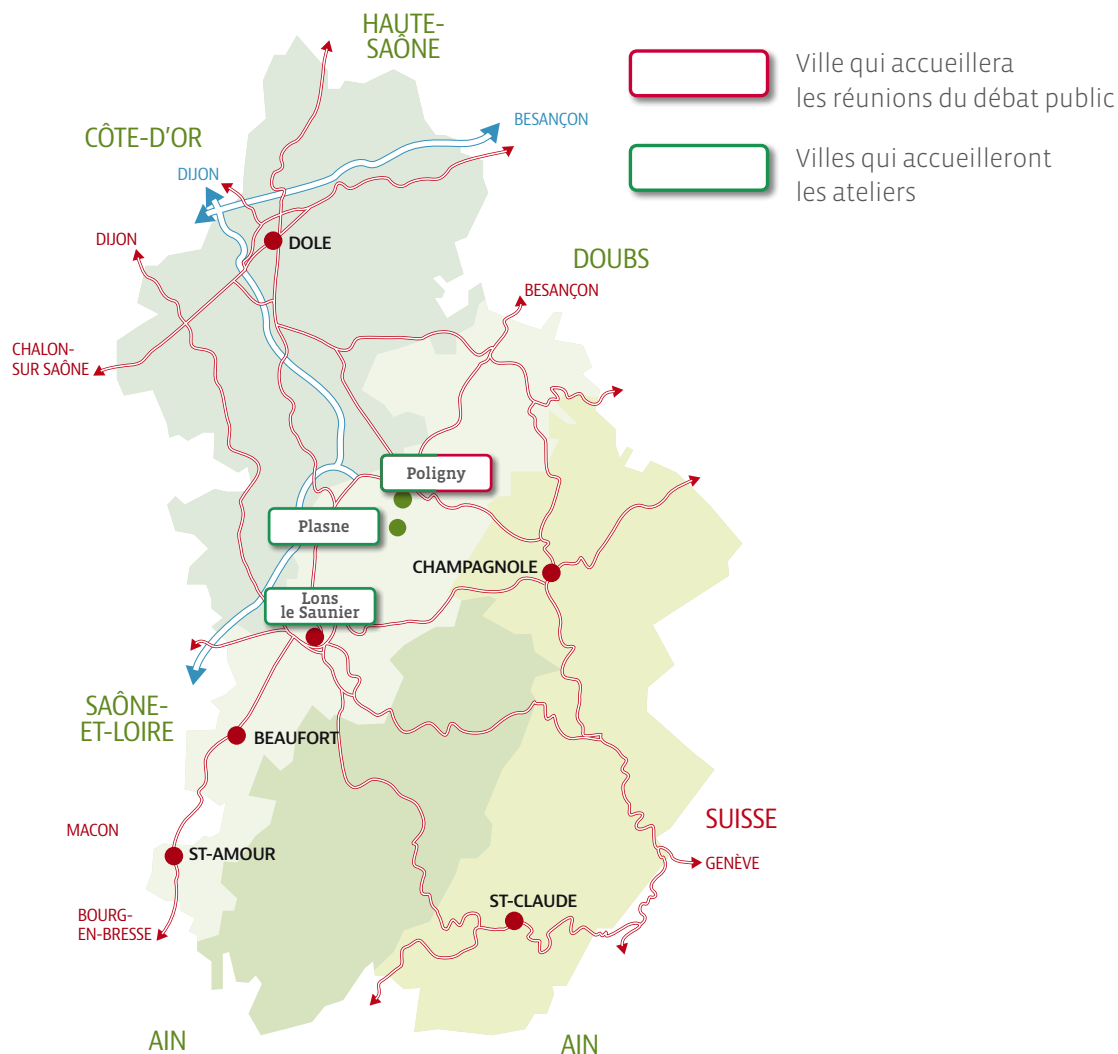 HAUTE-
SAÔNE
Ville qui accueillera
les réunions du débat public
BESANÇON
CÔTE-D'OR
Villes qui accueilleront
les ateliers
DIJON
DIJON
DOLE
DOUBS
BESANÇON
CHALON-
SUR SAÔNE
Poligny
Plasne
CHAMPAGNOLE
Lons
le Saunier
SAÔNE-
ET-LOIRE
BEAUFORT
SUISSE
MACON
ST-AMOUR
GENÈVE
ST-CLAUDE
BOURG-
EN-BRESSE
AIN
AIN